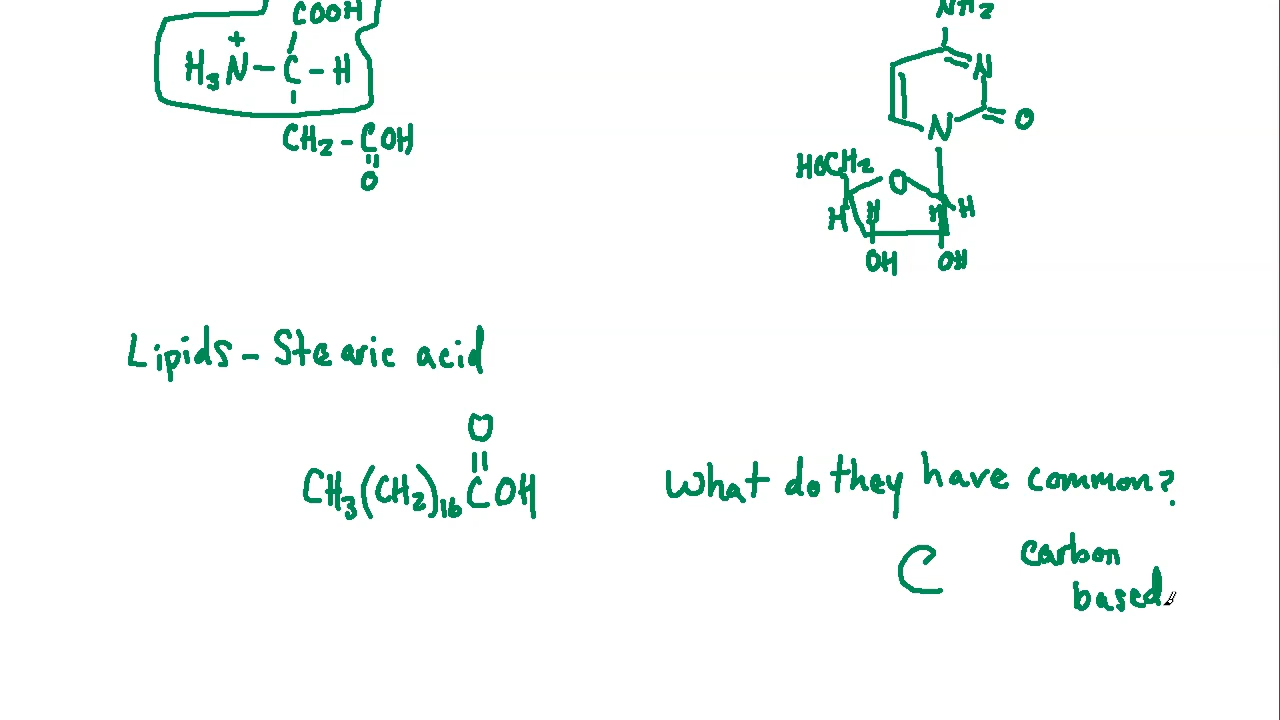 COOH
+
H3N-C-H
CH2-COH
O
NH2
N
N
O
HOCH2
O
H H H H
OH OH
Lipids - Stearic acid
O
CH3(CH2)16COH
What do they have common?
C carbon
based